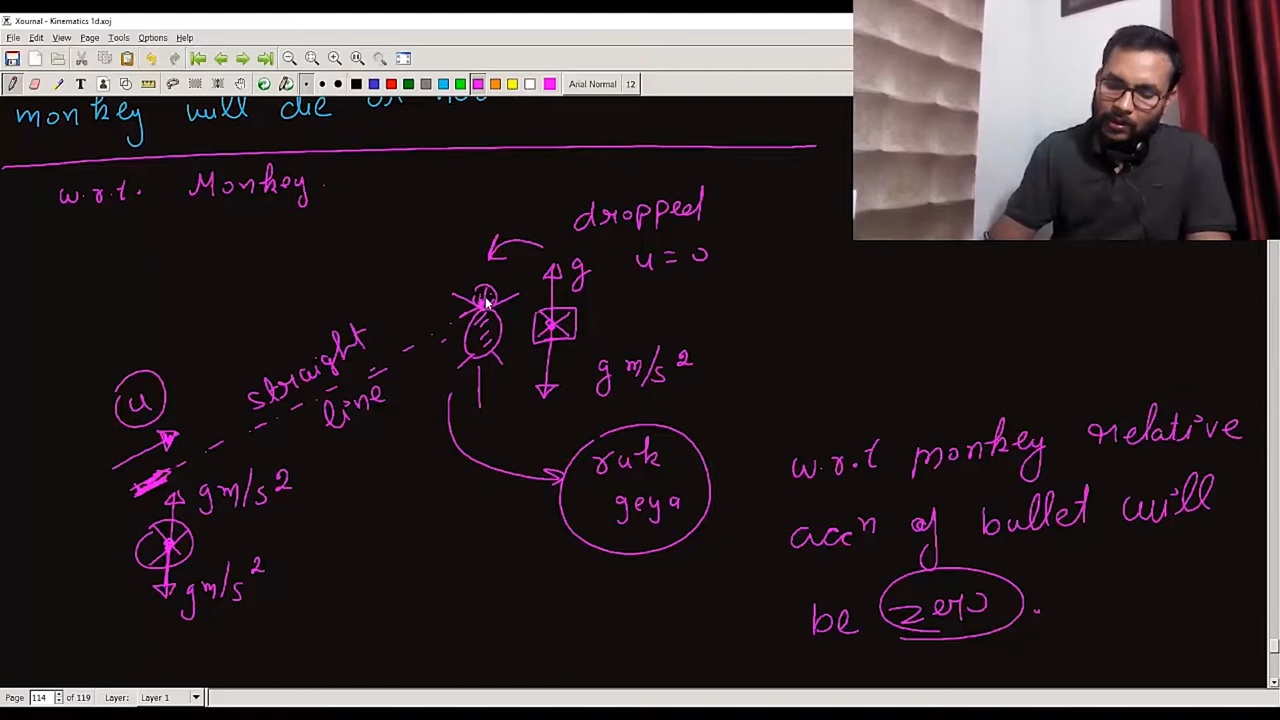 Xournal - Kinematics 1d.xoj
File Edit View Page Tools Options Help
Arial Normal 12
monkey will die or not
w.r.t. Monkey.
dropped
g u = 0
straight
line
g m/s2
u
g m/s2
g m/s2
ruk
geya
w.r.t monkey relative
accn of bullet will
be zero.
Page 114 of 119 Layer: Layer 1